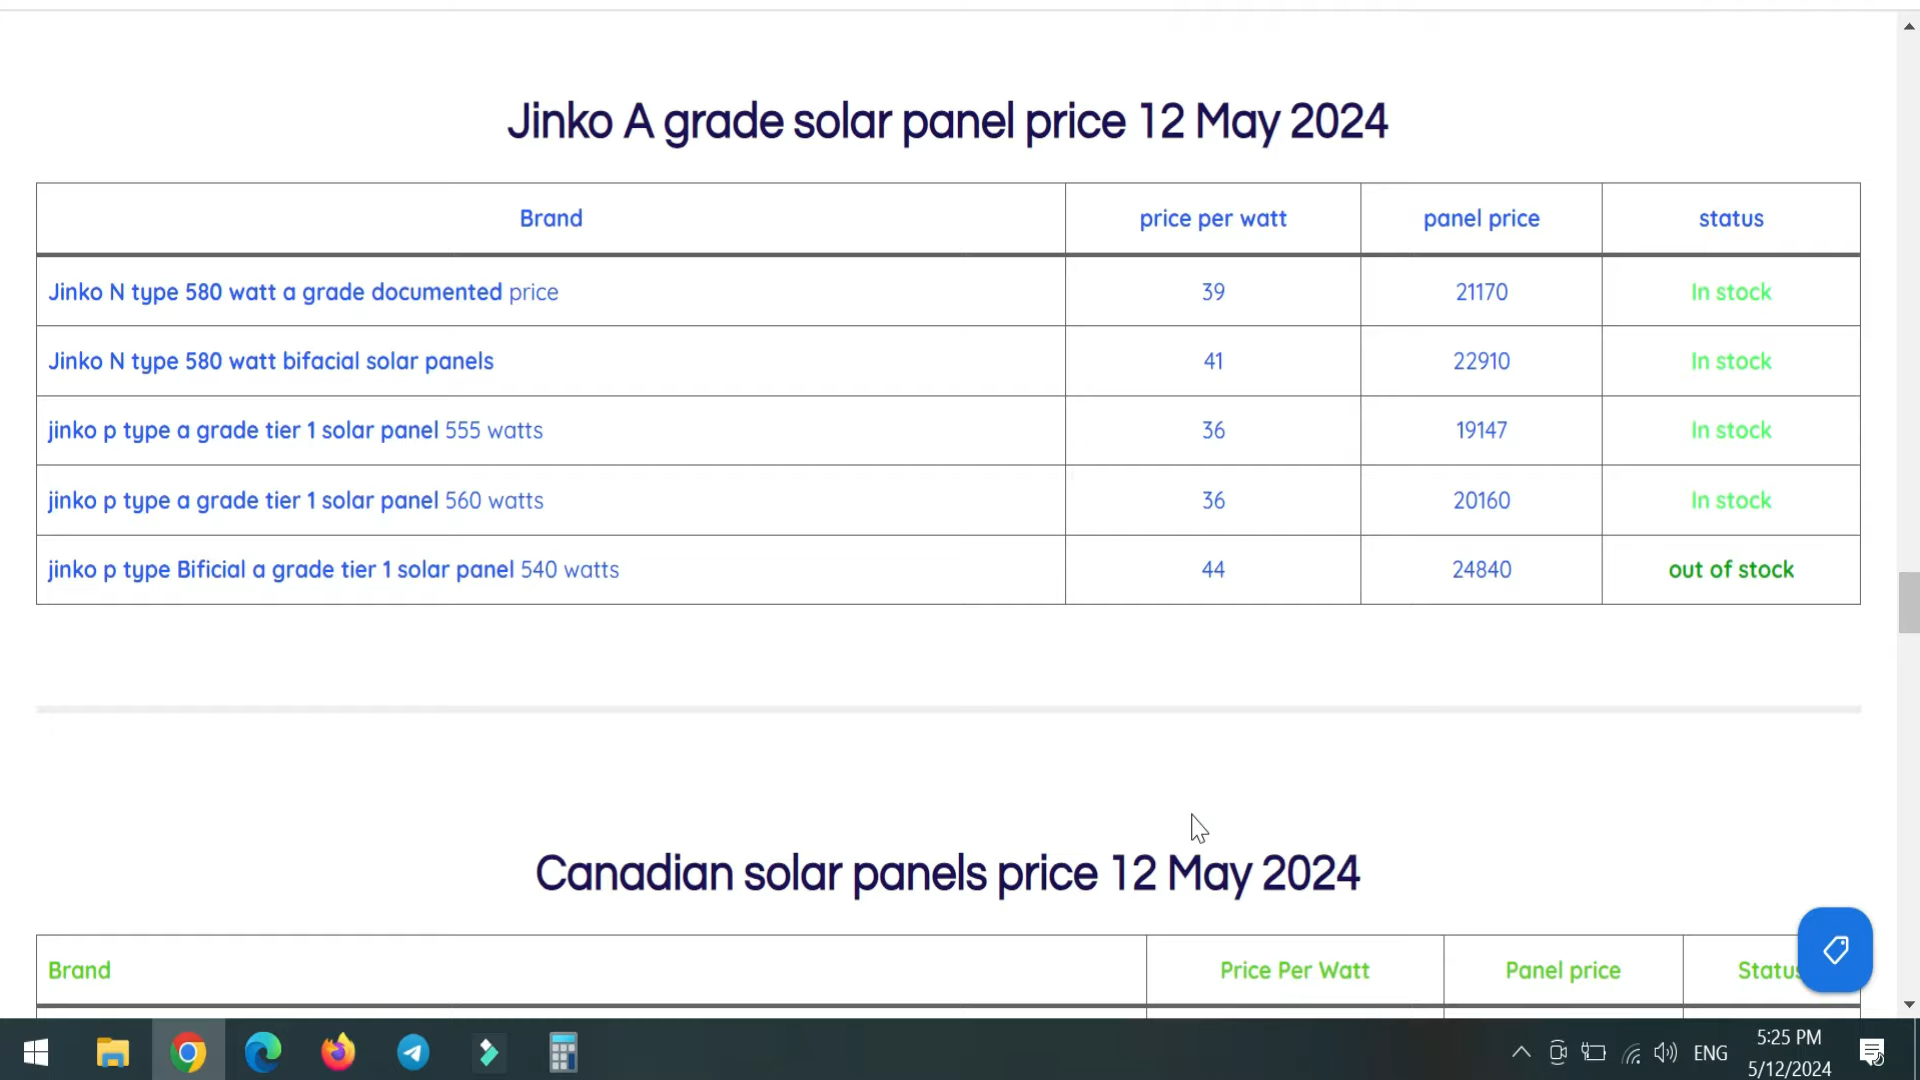 Jinko A grade solar panel price 12 May 2024
Brand price per watt panel price status
Jinko N type 580 watt a grade documented price 39 21170 In stock
Jinko N type 580 watt bifacial solar panels 41 22910 In stock
jinko p type a grade tier 1 solar panel 555 watts 36 19147 In stock
jinko p type a grade tier 1 solar panel 560 watts 36 20160 In stock
jinko p type Bificial a grade tier 1 solar panel 540 watts 44 24840 out of stock
Canadian solar panels price 12 May 2024
Brand Price Per Watt Panel price Status
ENG
5:25 PM
5/12/2024